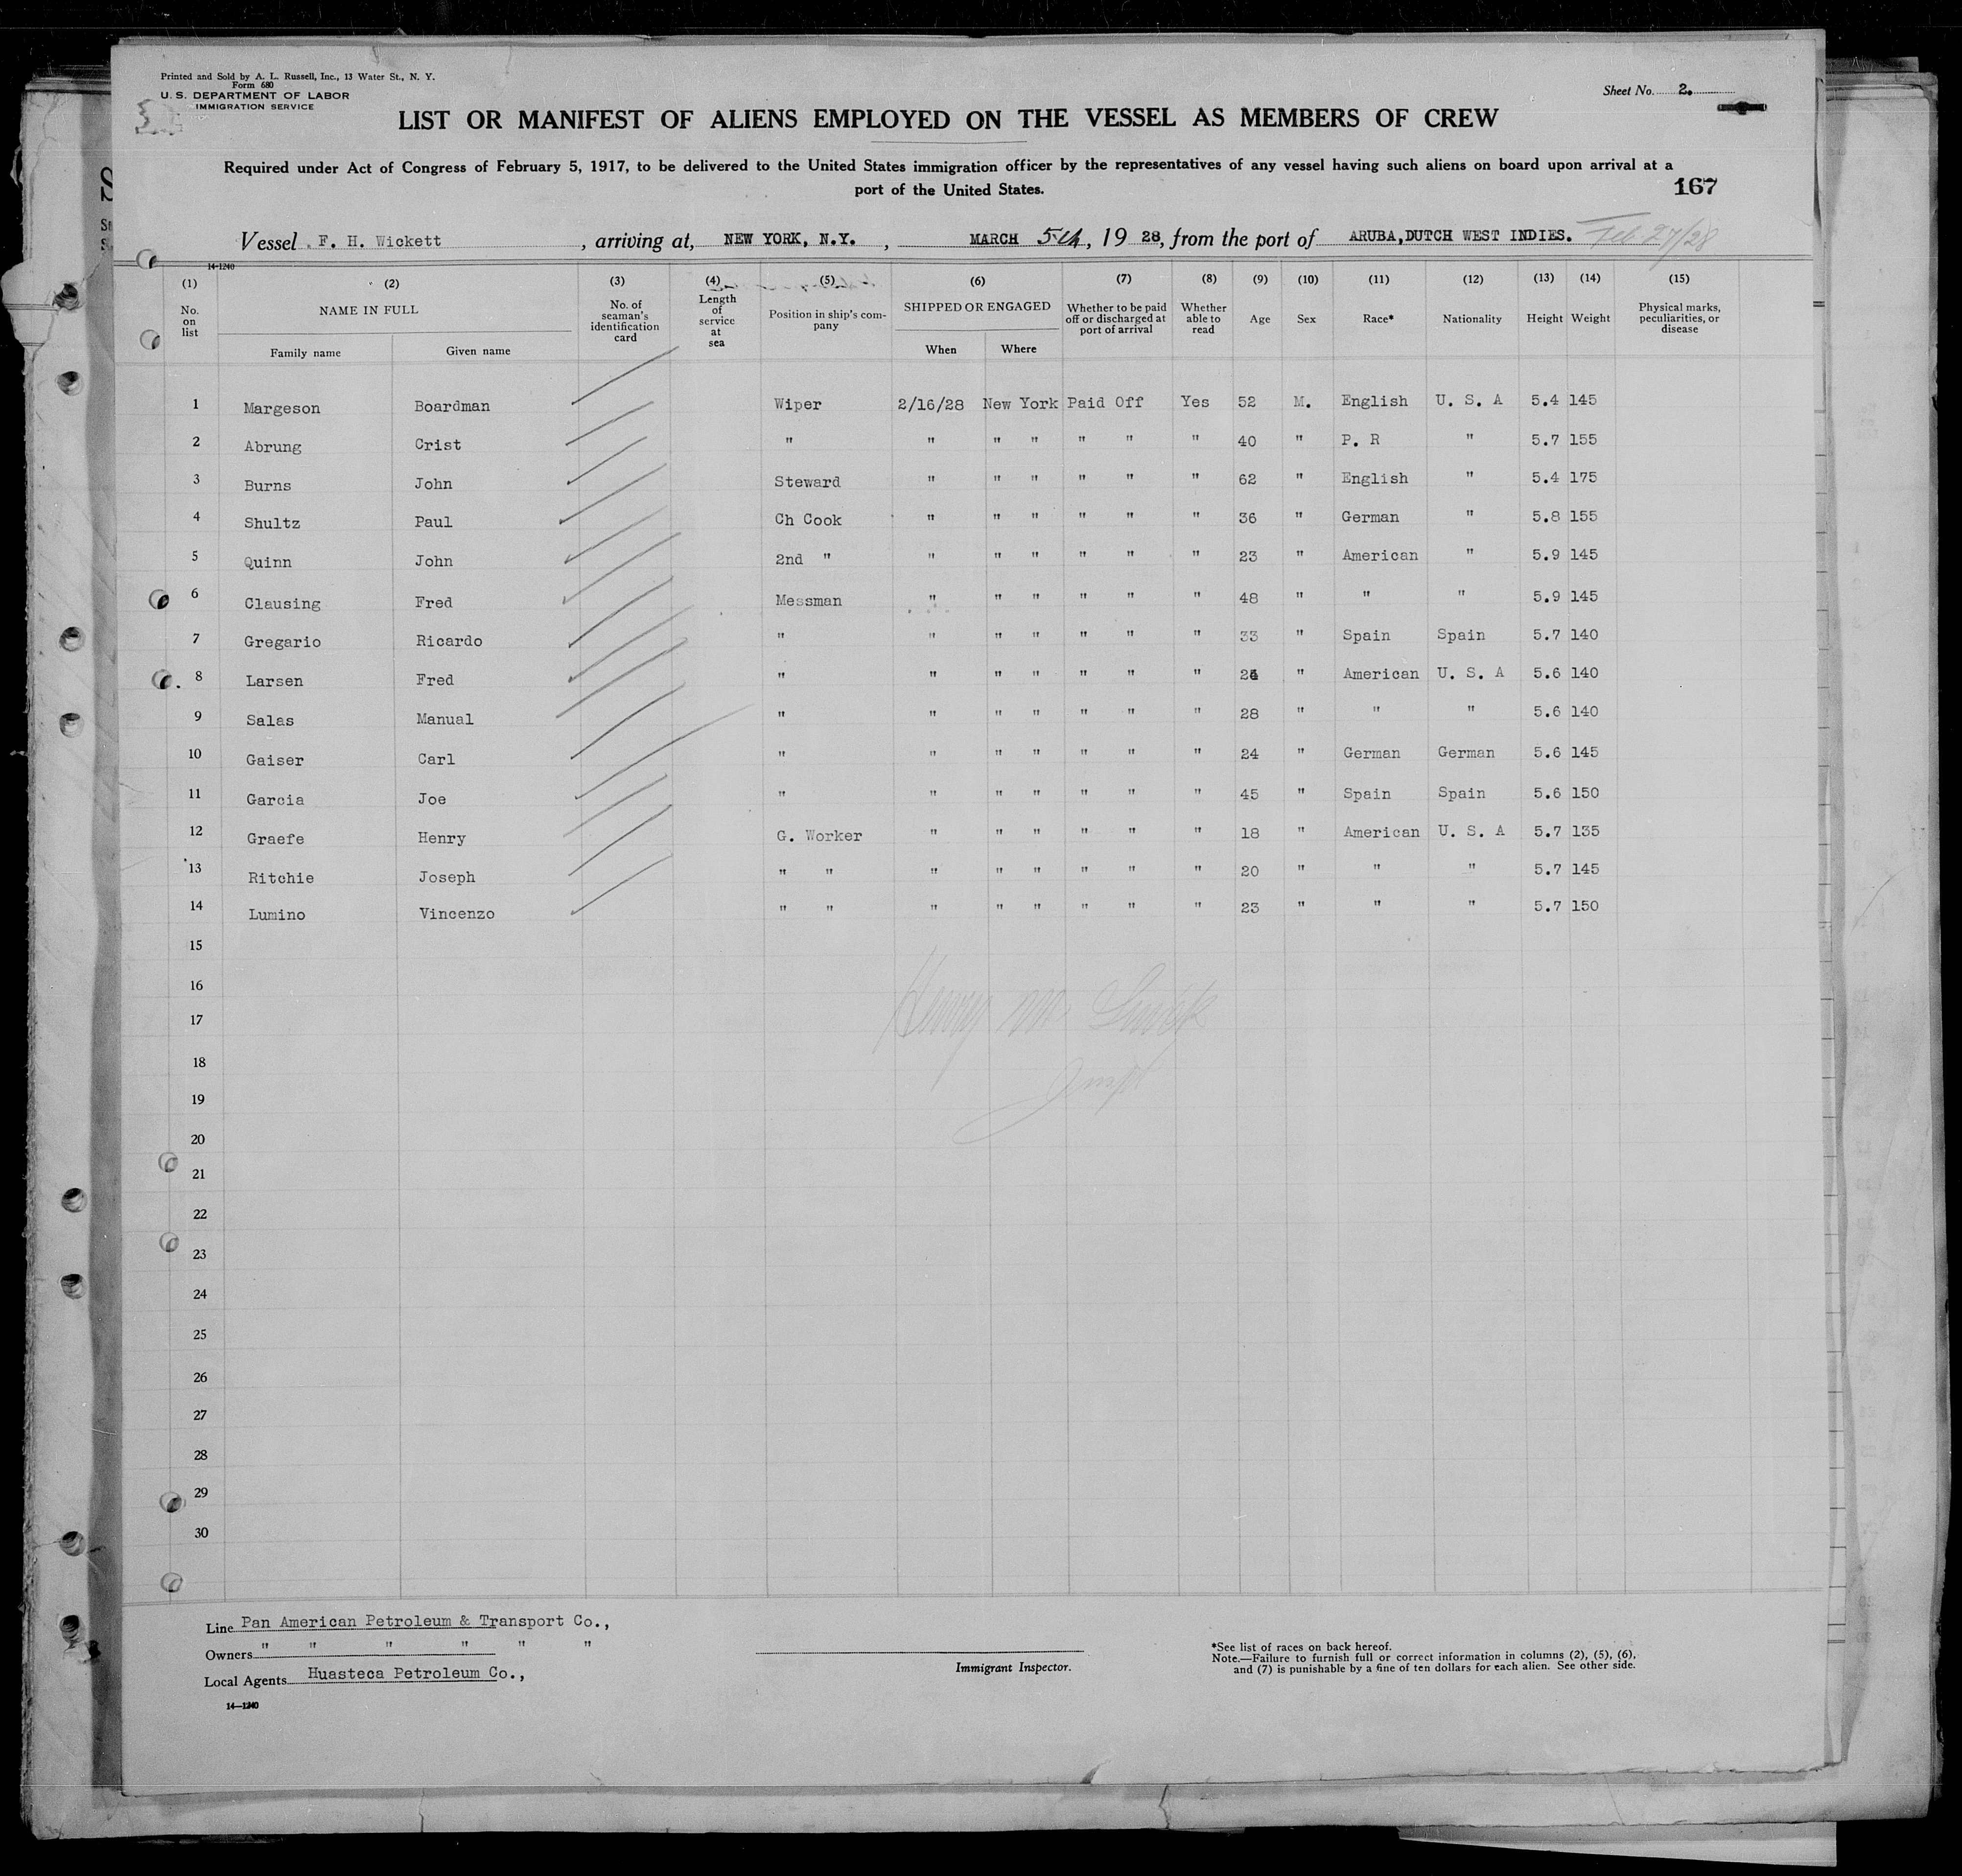 Printed and Sold by A. L. Russell, Inc., 13 Water St., N. Y.
Form 680
U. S. DEPARTMENT OF LABOR
IMMIGRATION SERVICE
Sheet No. 2.
LIST OR MANIFEST OF ALIENS EMPLOYED ON THE VESSEL AS MEMBERS OF CREW
Required under Act of Congress of February 5, 1917, to be delivered to the United States immigration officer by the representatives of any vessel having such aliens on board upon arrival at a
port of the United States.
167
Vessel F. H. Wickett, arriving at, NEW YORK, N.Y., MARCH 5th, 19 28, from the port of ARUBA,DUTCH WEST INDIES. Feb 27/28
14-1240
(1) (2) (3) (4) (5) (6) (7) (8) (9) (10) (11) (12) (13) (14) (15)
No. on list NAME IN FULL Family name Given name No. of seaman's identification card Length of service at sea Position in ship's company SHIPPED OR ENGAGED When Where Whether to be paid off or discharged at port of arrival Whether able to read Age Sex Race* Nationality Height Weight Physical marks, peculiarities, or disease
1 Margeson Boardman Wiper 2/16/28 New York Paid Off Yes 52 M. English U. S. A 5.4 145
2 Abrung Crist " " " " " " " 40 " P. R " 5.7 155
3 Burns John Steward " " " " " " 62 " English " 5.4 175
4 Shultz Paul Ch Cook " " " " " " 36 " German " 5.8 155
5 Quinn John 2nd " " " " " " " 23 " American " 5.9 145
6 Clausing Fred Messman " " " " " " 48 " " " 5.9 145
7 Gregario Ricardo " " " " " " " 33 " Spain Spain 5.7 140
8 Larsen Fred " " " " " " " " American U. S. A 5.6 140
9 Salas Manual " " " " " " " 28 " " " 5.6 140
10 Gaiser Carl " " " " " " " 24 " German German 5.6 145
11 Garcia Joe " " " " " " " 45 " Spain Spain 5.6 150
12 Graefe Henry G. Worker " " " " " " 18 " American U. S. A 5.7 135
13 Ritchie Joseph " " " " " " " " 20 " " " 5.7 145
14 Lumino Vincenzo " " " " " " " " 23 " " " 5.7 150
15
16
17
18
19
20
21
22
23
24
25
26
27
28
29
30
Henry M
Line Pan American Petroleum & Transport Co.,
Owners " " " " " "
Local Agents Huasteca Petroleum Co.,
14—1240
Immigrant Inspector.
*See list of races on back hereof.
Note.—Failure to furnish full or correct information in columns (2), (5), (6),
and (7) is punishable by a fine of ten dollars for each alien. See other side.